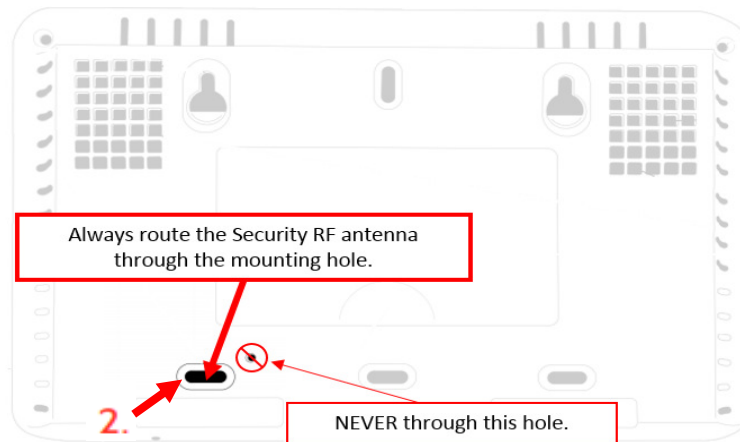 Always route the Security RF antenna
through the mounting hole.
2.
NEVER through this hole.